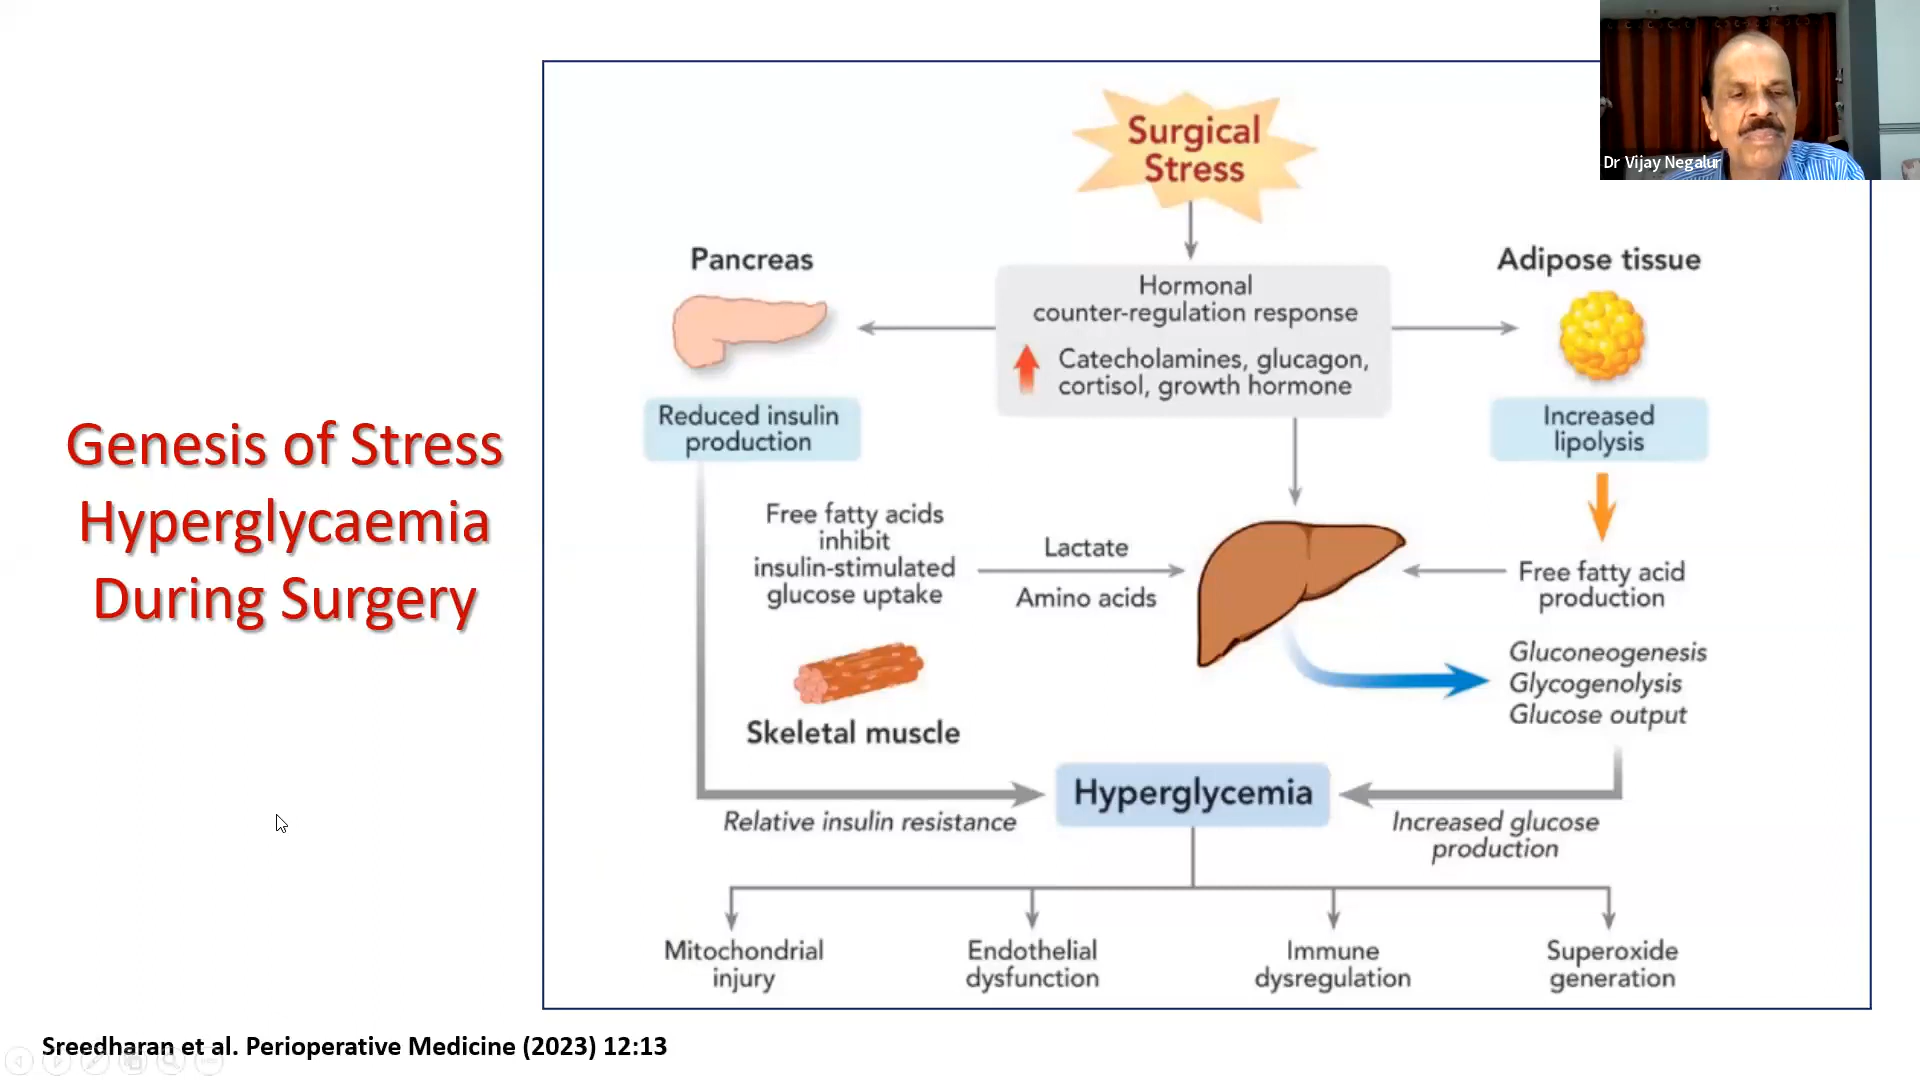 Dr Vijay Negalur
Genesis of Stress
Hyperglycaemia
During Surgery
Surgical
Stress
Pancreas
Hormonal
counter-regulation response
Catecholamines, glucagon,
cortisol, growth hormone
Adipose tissue
Reduced insulin
production
Increased
lipolysis
Free fatty acids
inhibit
insulin-stimulated
glucose uptake
Lactate
Amino acids
Free fatty acid
production
Skeletal muscle
Gluconeogenesis
Glycogenolysis
Glucose output
Hyperglycemia
Relative insulin resistance
Increased glucose
production
Mitochondrial
injury
Endothelial
dysfunction
Immune
dysregulation
Superoxide
generation
Sreedharan et al. Perioperative Medicine (2023) 12:13